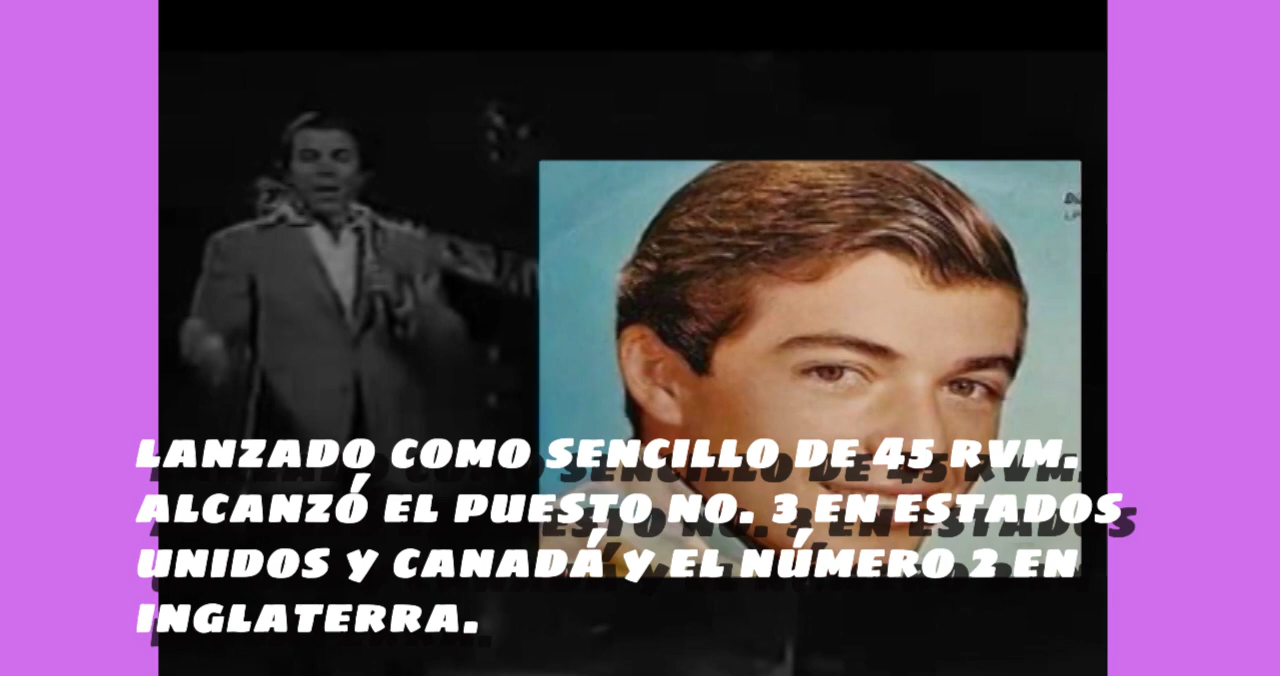 LANZADO COMO SENCILLO DE 45 RVM.
ALCANZÓ EL PUESTO NO. 3 EN ESTADOS
UNIDOS Y CANADÁ Y EL NÚMERO 2 EN
INGLATERRA.